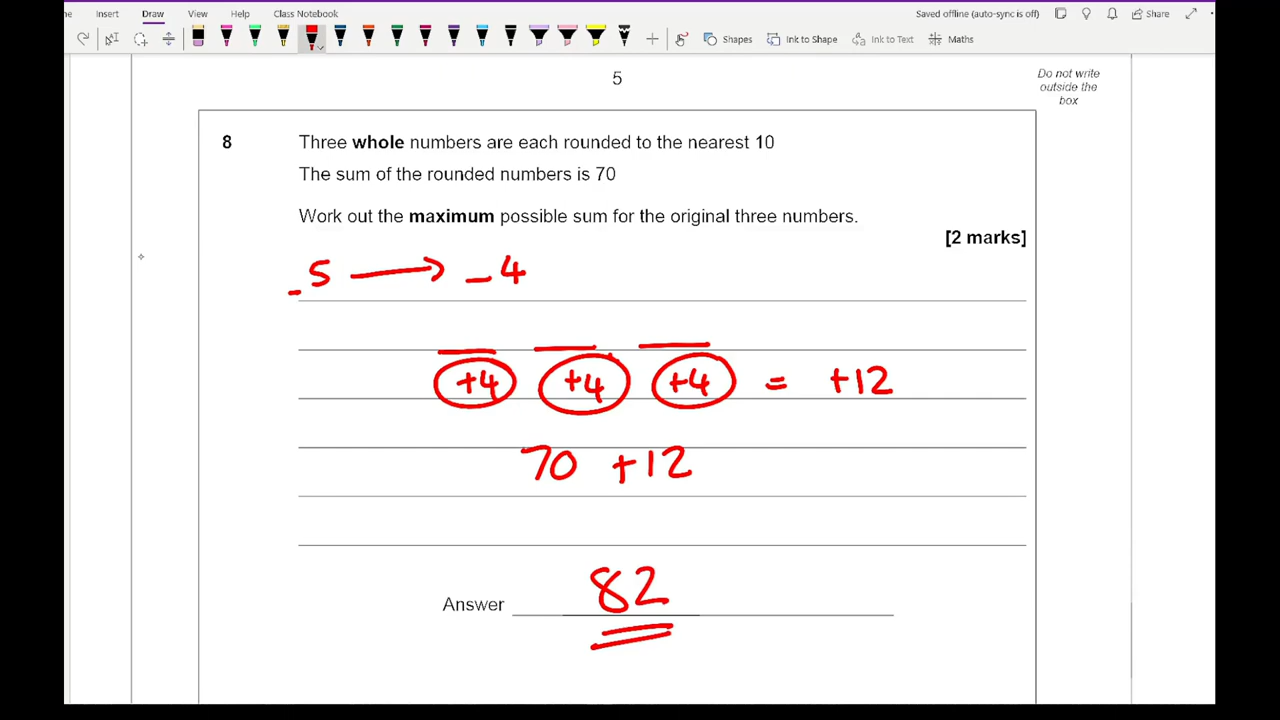 me Insert Draw View Help Class Notebook Saved offline (auto-sync is off) Share
Shapes Ink to Shape Ink to Text Maths
5
Do not write
outside the
box
8 Three whole numbers are each rounded to the nearest 10
The sum of the rounded numbers is 70
Work out the maximum possible sum for the original three numbers.
[2 marks]
_5 → _4
+4 +4 +4 = +12
70 +12
Answer 82